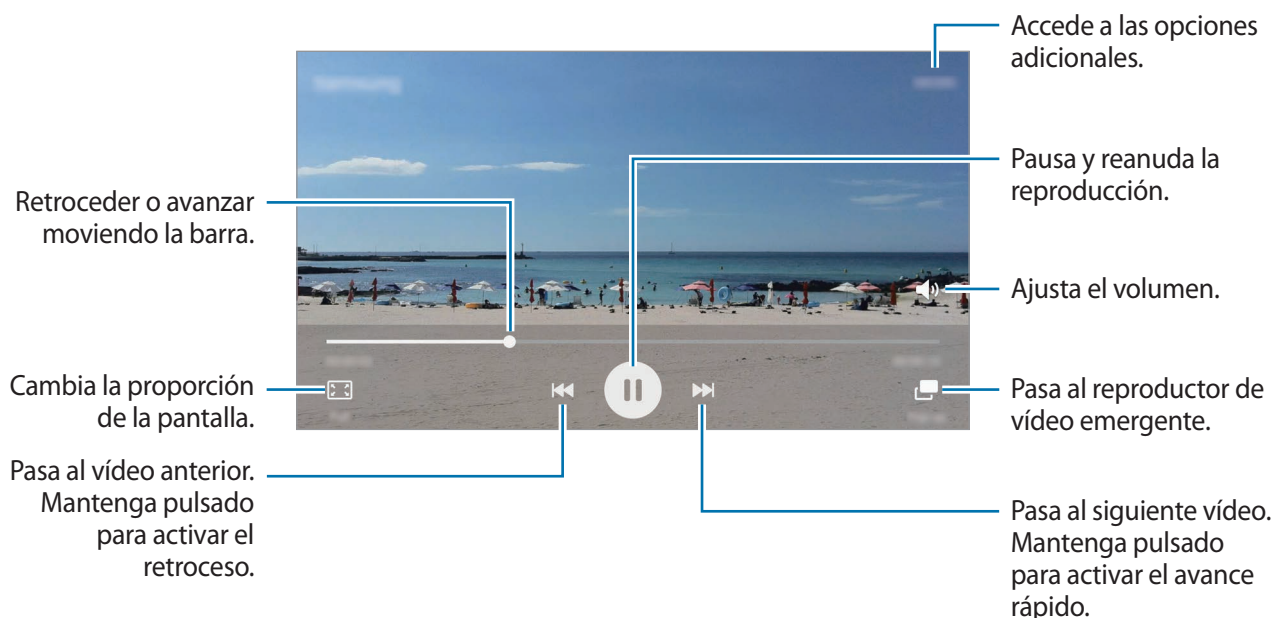 Accede a las opciones
adicionales.
Pausa y reanuda la
reproducción.
Retroceder o avanzar
moviendo la barra.
Ajusta el volumen.
Cambia la proporción
de la pantalla.
Pasa al reproductor de
vídeo emergente.
Pasa al vídeo anterior.
Mantenga pulsado
para activar el
retroceso.
Pasa al siguiente vídeo.
Mantenga pulsado
para activar el avance
rápido.